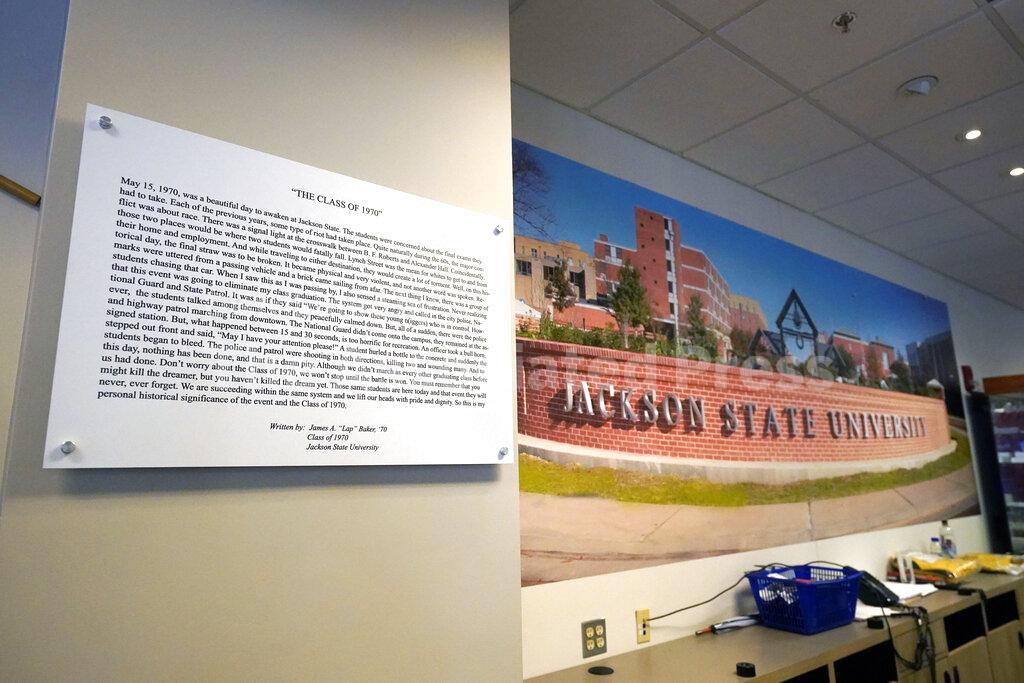 "THE CLASS OF 1970"
May 15, 1970, was a beautiful day to awaken at Jackson State. The students were concerned about the final exams they
had to take. Each of the previous years, some type of riot had taken place. Quite naturally during the 60s, the major con-
flict was about race. There was a signal light at the crosswalk between B. F. Roberts and Alexander Hall. Coincidentally,
those two places would be where two students would fatally fall. Lynch Street was the mean for whites to get to and from
their home and employment. And while traveling to either destination, they would create a lot of torment. Well, on this his-
torical day, the final straw was to be broken. It became physical and very violent, and not another word was spoken. Re-
marks were uttered from a passing vehicle and a brick came sailing from afar. The next thing I knew, there was a group of
students chasing that car. When I saw this as I was passing by, I also sensed a steaming sea of frustration. Never realizing
that this event was going to eliminate my class graduation. The system got very angry and called in the city police, Na-
tional Guard and State Patrol. It was as if they said "We're going to show these young n(iggers) who is in control. How-
ever, the students talked among themselves and they peacefully calmed down. But, all of a sudden, there were the police
and highway patrol marching from downtown. The National Guard didn't come onto the campus, they remained at the as-
signed station. But, what happened between 15 and 30 seconds, is too horrific for recreation. An officer took a bull horn,
stepped out front and said, "May I have your attention please!" A student hurled a bottle to the concrete and suddenly the
students began to bleed. The police and patrol were shooting in both directions, killing two and wounding many. And to
this day, nothing has been done, and that is a damn pity. Although we didn't march as every other graduating class before
us had done. Don't worry about the Class of 1970, we won't stop until the battle is won. You must remember that you
might kill the dreamer, but you haven't killed the dream yet. Those same students are here today and that event they will
never, ever forget. We are succeeding within the same system and we lift our heads with pride and dignity. So this is my
personal historical significance of the event and the Class of 1970.
Written by: James A. "Lap" Baker, '70
Class of 1970
Jackson State University
JACKSON STATE UNIVERSITY